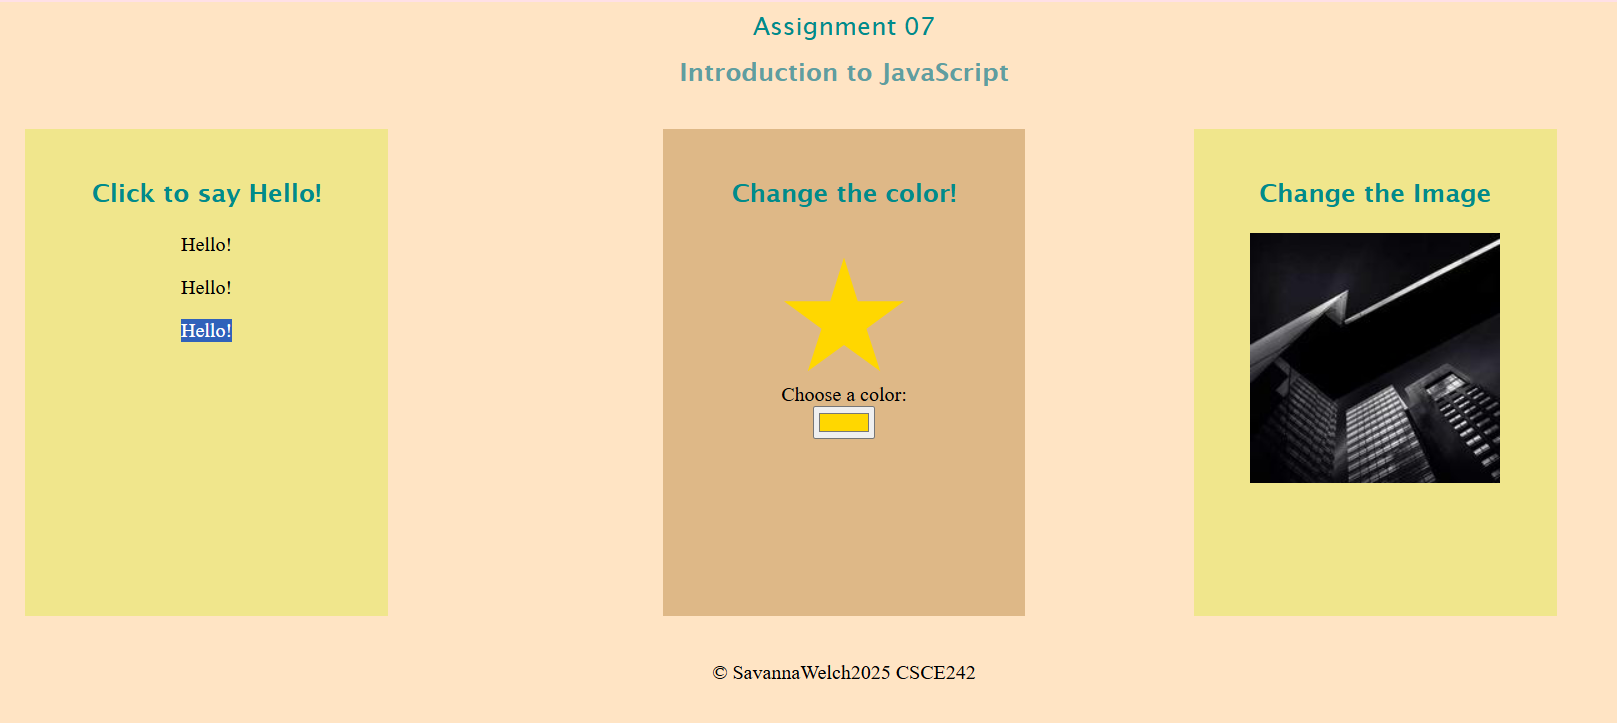 Assignment 07
Introduction to JavaScript
Click to say Hello!
Hello!
Hello!
Hello!
Change the color!
Choose a color:
Change the Image
© SavannaWelch2025 CSCE242